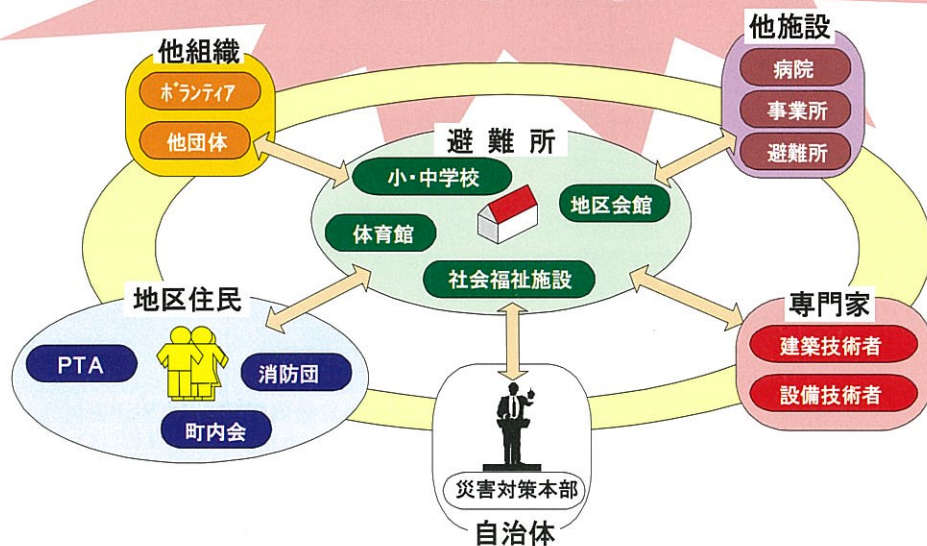 他組織
ボランティア
他団体
他施設
病院
事業所
避難所
避難所
小・中学校
地区会館
体育館
社会福祉施設
地区住民
PTA
消防団
町内会
専門家
建築技術者
設備技術者
災害対策本部
自治体